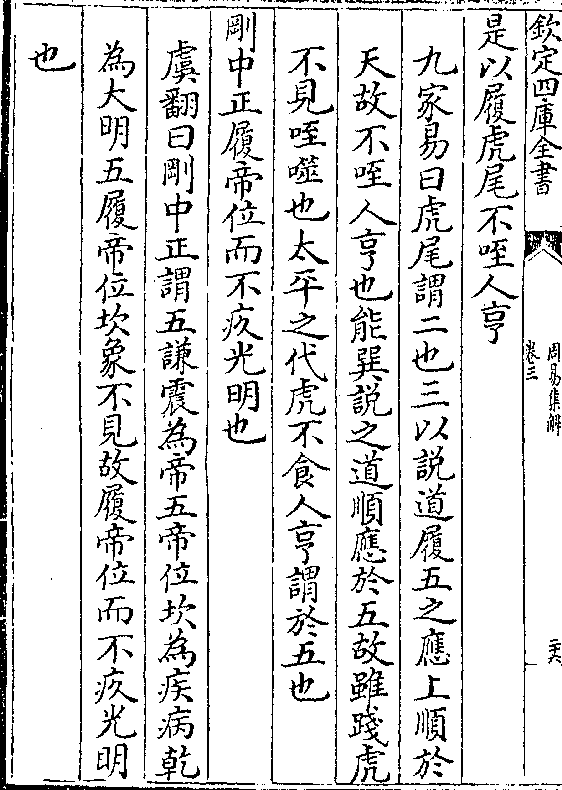 欽定四庫全書
周易集解
卷三
二六
是以履虎尾不咥人亨
九家易曰虎尾謂二也三以說道履五之應上順於
天故不咥人亨也能巽說之道順應於五故雖踐虎
不見咥噬也太平之代虎不食人亨謂於五也
剛中正履帝位而不疚光明也
虞翻曰剛中正謂五謙震為帝五帝位坎為疾病乾
為大明五履帝位坎象不見故履帝位而不疚光明
也